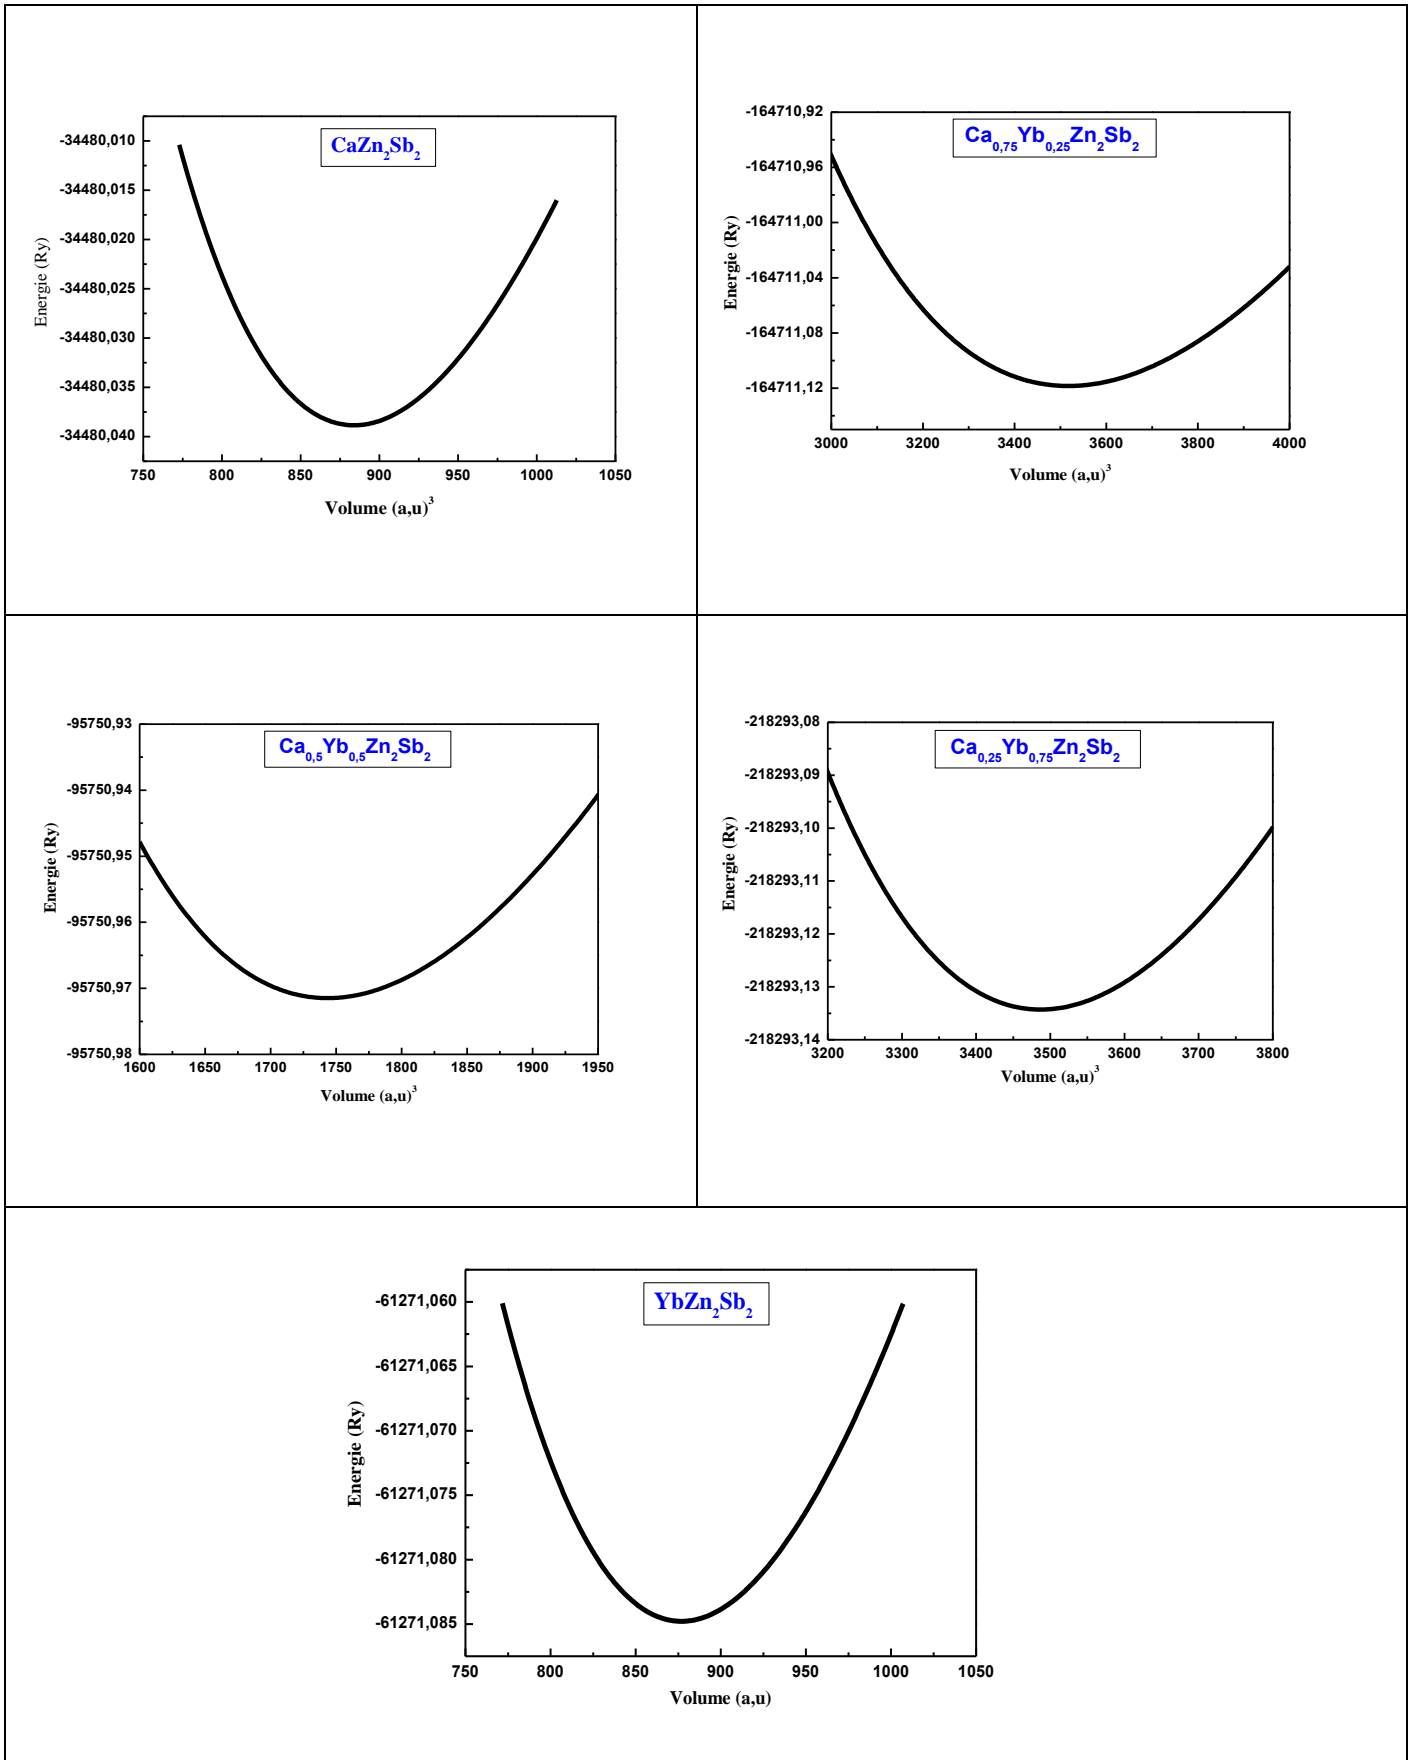 CaZn2Sb2
-34480,010
-34480,015
-34480,020
-34480,025
-34480,030
-34480,035
-34480,040
Energie (Ry)
750 800 850 900 950 1000 1050
Volume (a,u)3
Ca0,75Yb0,25Zn2Sb2
-164710,92
-164710,96
-164711,00
-164711,04
-164711,08
-164711,12
Energie (Ry)
3000 3200 3400 3600 3800 4000
Volume (a,u)3
Ca0,5Yb0,5Zn2Sb2
-95750,93
-95750,94
-95750,95
-95750,96
-95750,97
-95750,98
Energie (Ry)
1600 1650 1700 1750 1800 1850 1900 1950
Volume (a,u)3
Ca0,25Yb0,75Zn2Sb2
-218293,08
-218293,09
-218293,10
-218293,11
-218293,12
-218293,13
-218293,14
Energie (Ry)
3200 3300 3400 3500 3600 3700 3800
Volume (a,u)3
YbZn2Sb2
-61271,060
-61271,065
-61271,070
-61271,075
-61271,080
-61271,085
Energie (Ry)
750 800 850 900 950 1000 1050
Volume (a,u)